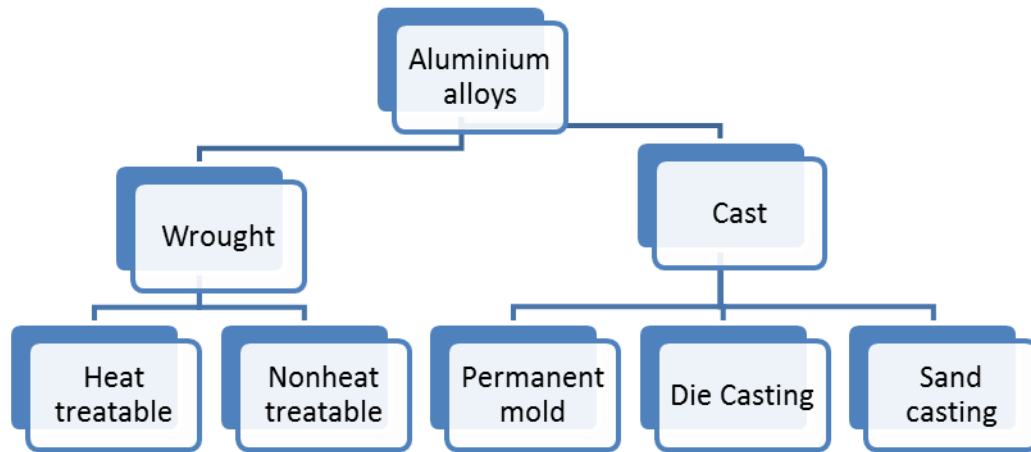 Aluminium
alloys
Wrought
Cast
Heat
treatable
Nonheat
treatable
Permanent
mold
Die Casting
Sand
casting